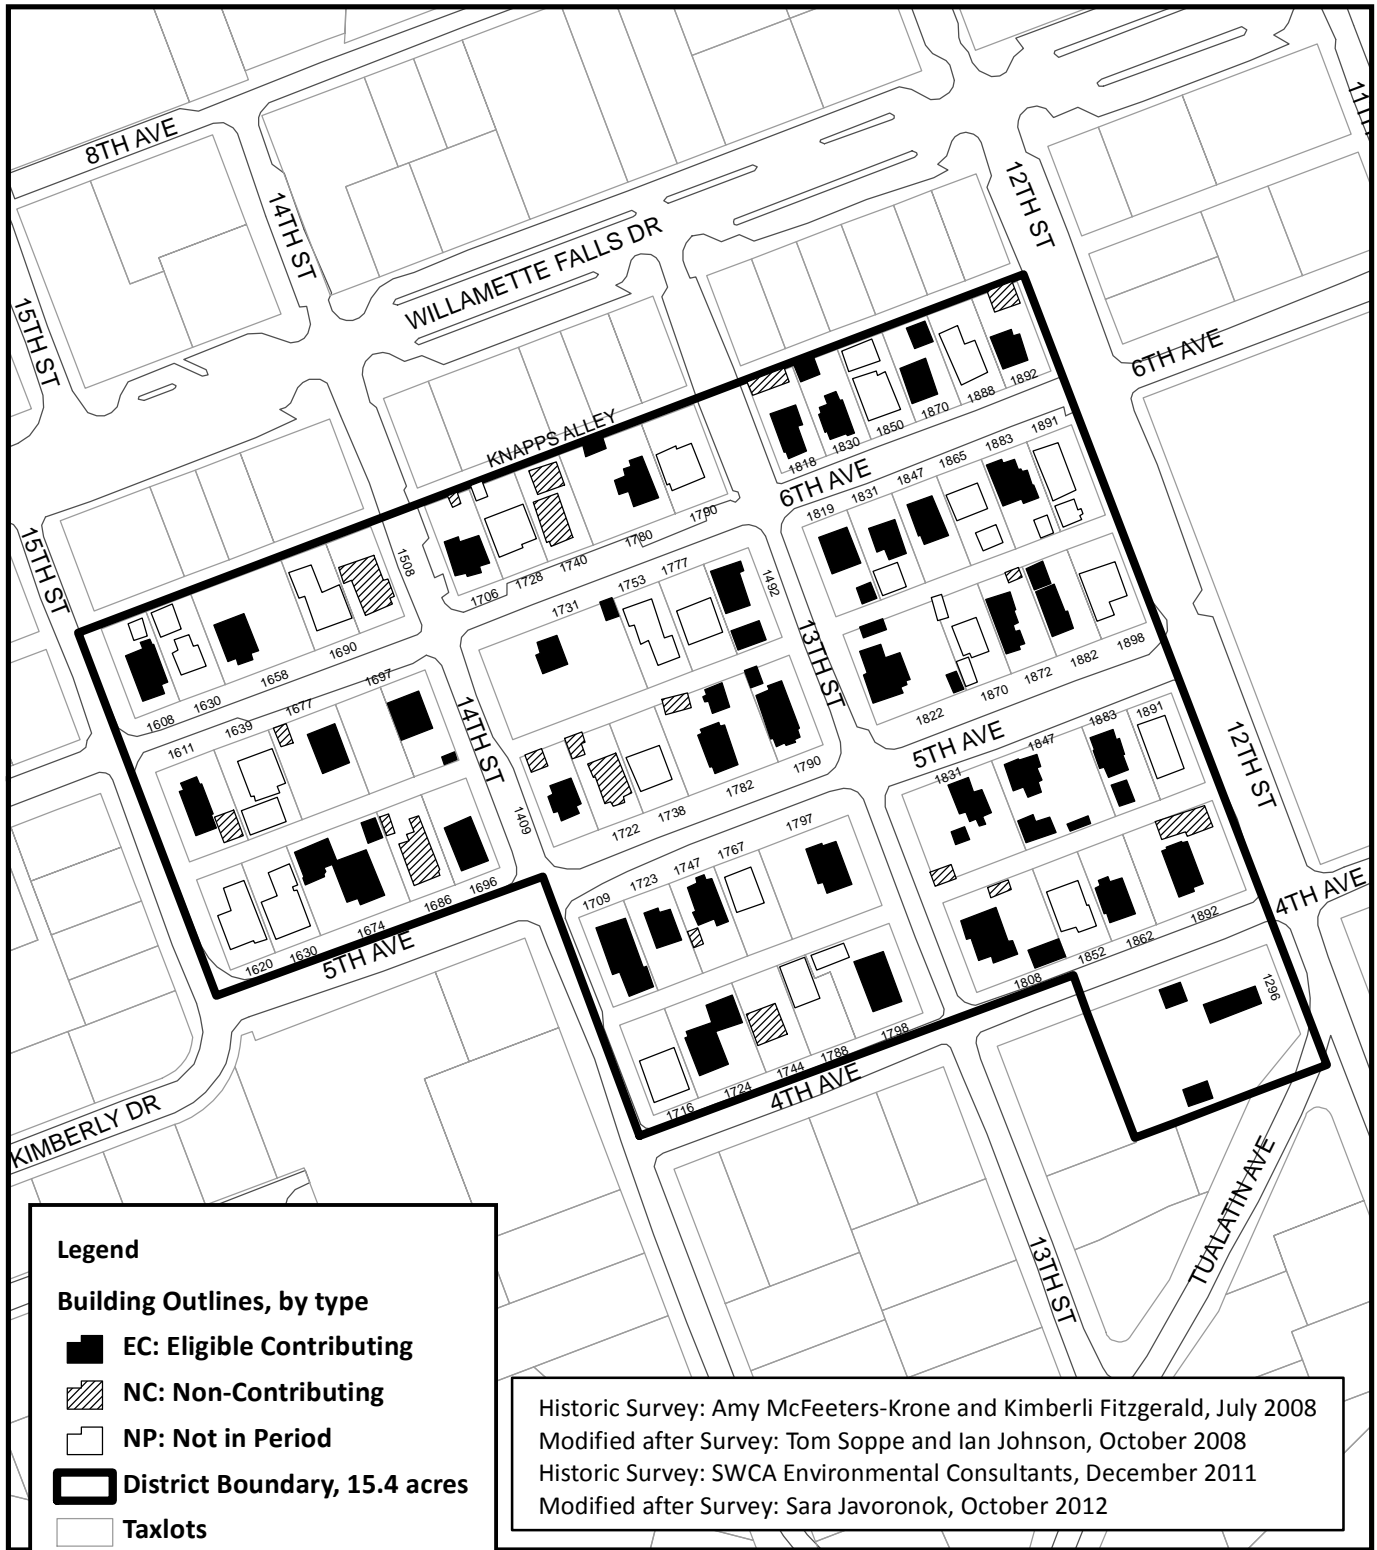 8TH AVE
14TH ST
15TH ST
WILLAMETTE FALLS DR
12TH ST
11TH
6TH AVE
KNAPPS ALLEY
15TH ST
1818
1830
1850
1870
1888
1892
6TH AVE
1819
1831
1847
1865
1883
1891
1508
1706
1728
1740
1780
1790
1731
1753
1777
1492
13TH ST
1608
1630
1658
1690
1611
1639
1677
1697
14TH ST
1409
1722
1738
1782
1790
1822
1870
1872
1882
1898
5TH AVE
12TH ST
1831
1847
1883
1891
1620
1630
1674
1686
1696
5TH AVE
1709
1723
1747
1767
1797
1808
1852
1862
1892
4TH AVE
1296
1716
1724
1744
1788
1798
4TH AVE
KIMBERLY DR
13TH ST
TUALATIN AVE
Legend
Building Outlines, by type
EC: Eligible Contributing
NC: Non-Contributing
NP: Not in Period
District Boundary, 15.4 acres
Taxlots
Historic Survey: Amy McFeeters-Krone and Kimberli Fitzgerald, July 2008
Modified after Survey: Tom Soppe and Ian Johnson, October 2008
Historic Survey: SWCA Environmental Consultants, December 2011
Modified after Survey: Sara Javoronok, October 2012